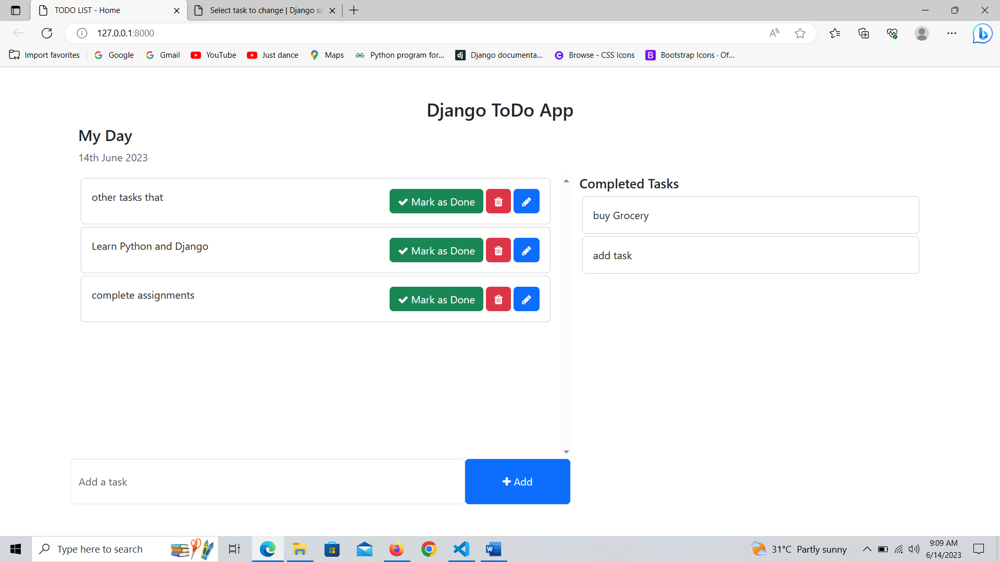 TODO LIST - Home
Select task to change | Django si
127.0.0.1:8000
Import favorites
Google
Gmail
YouTube
Just dance
Maps
Python program for...
Django documenta...
Browse - CSS Icons
Bootstrap Icons · Of...
Django ToDo App
My Day
14th June 2023
other tasks that
Mark as Done
Learn Python and Django
Mark as Done
complete assignments
Mark as Done
Completed Tasks
buy Grocery
add task
Add a task
Add
Type here to search
31°C Partly sunny
9:09 AM
6/14/2023